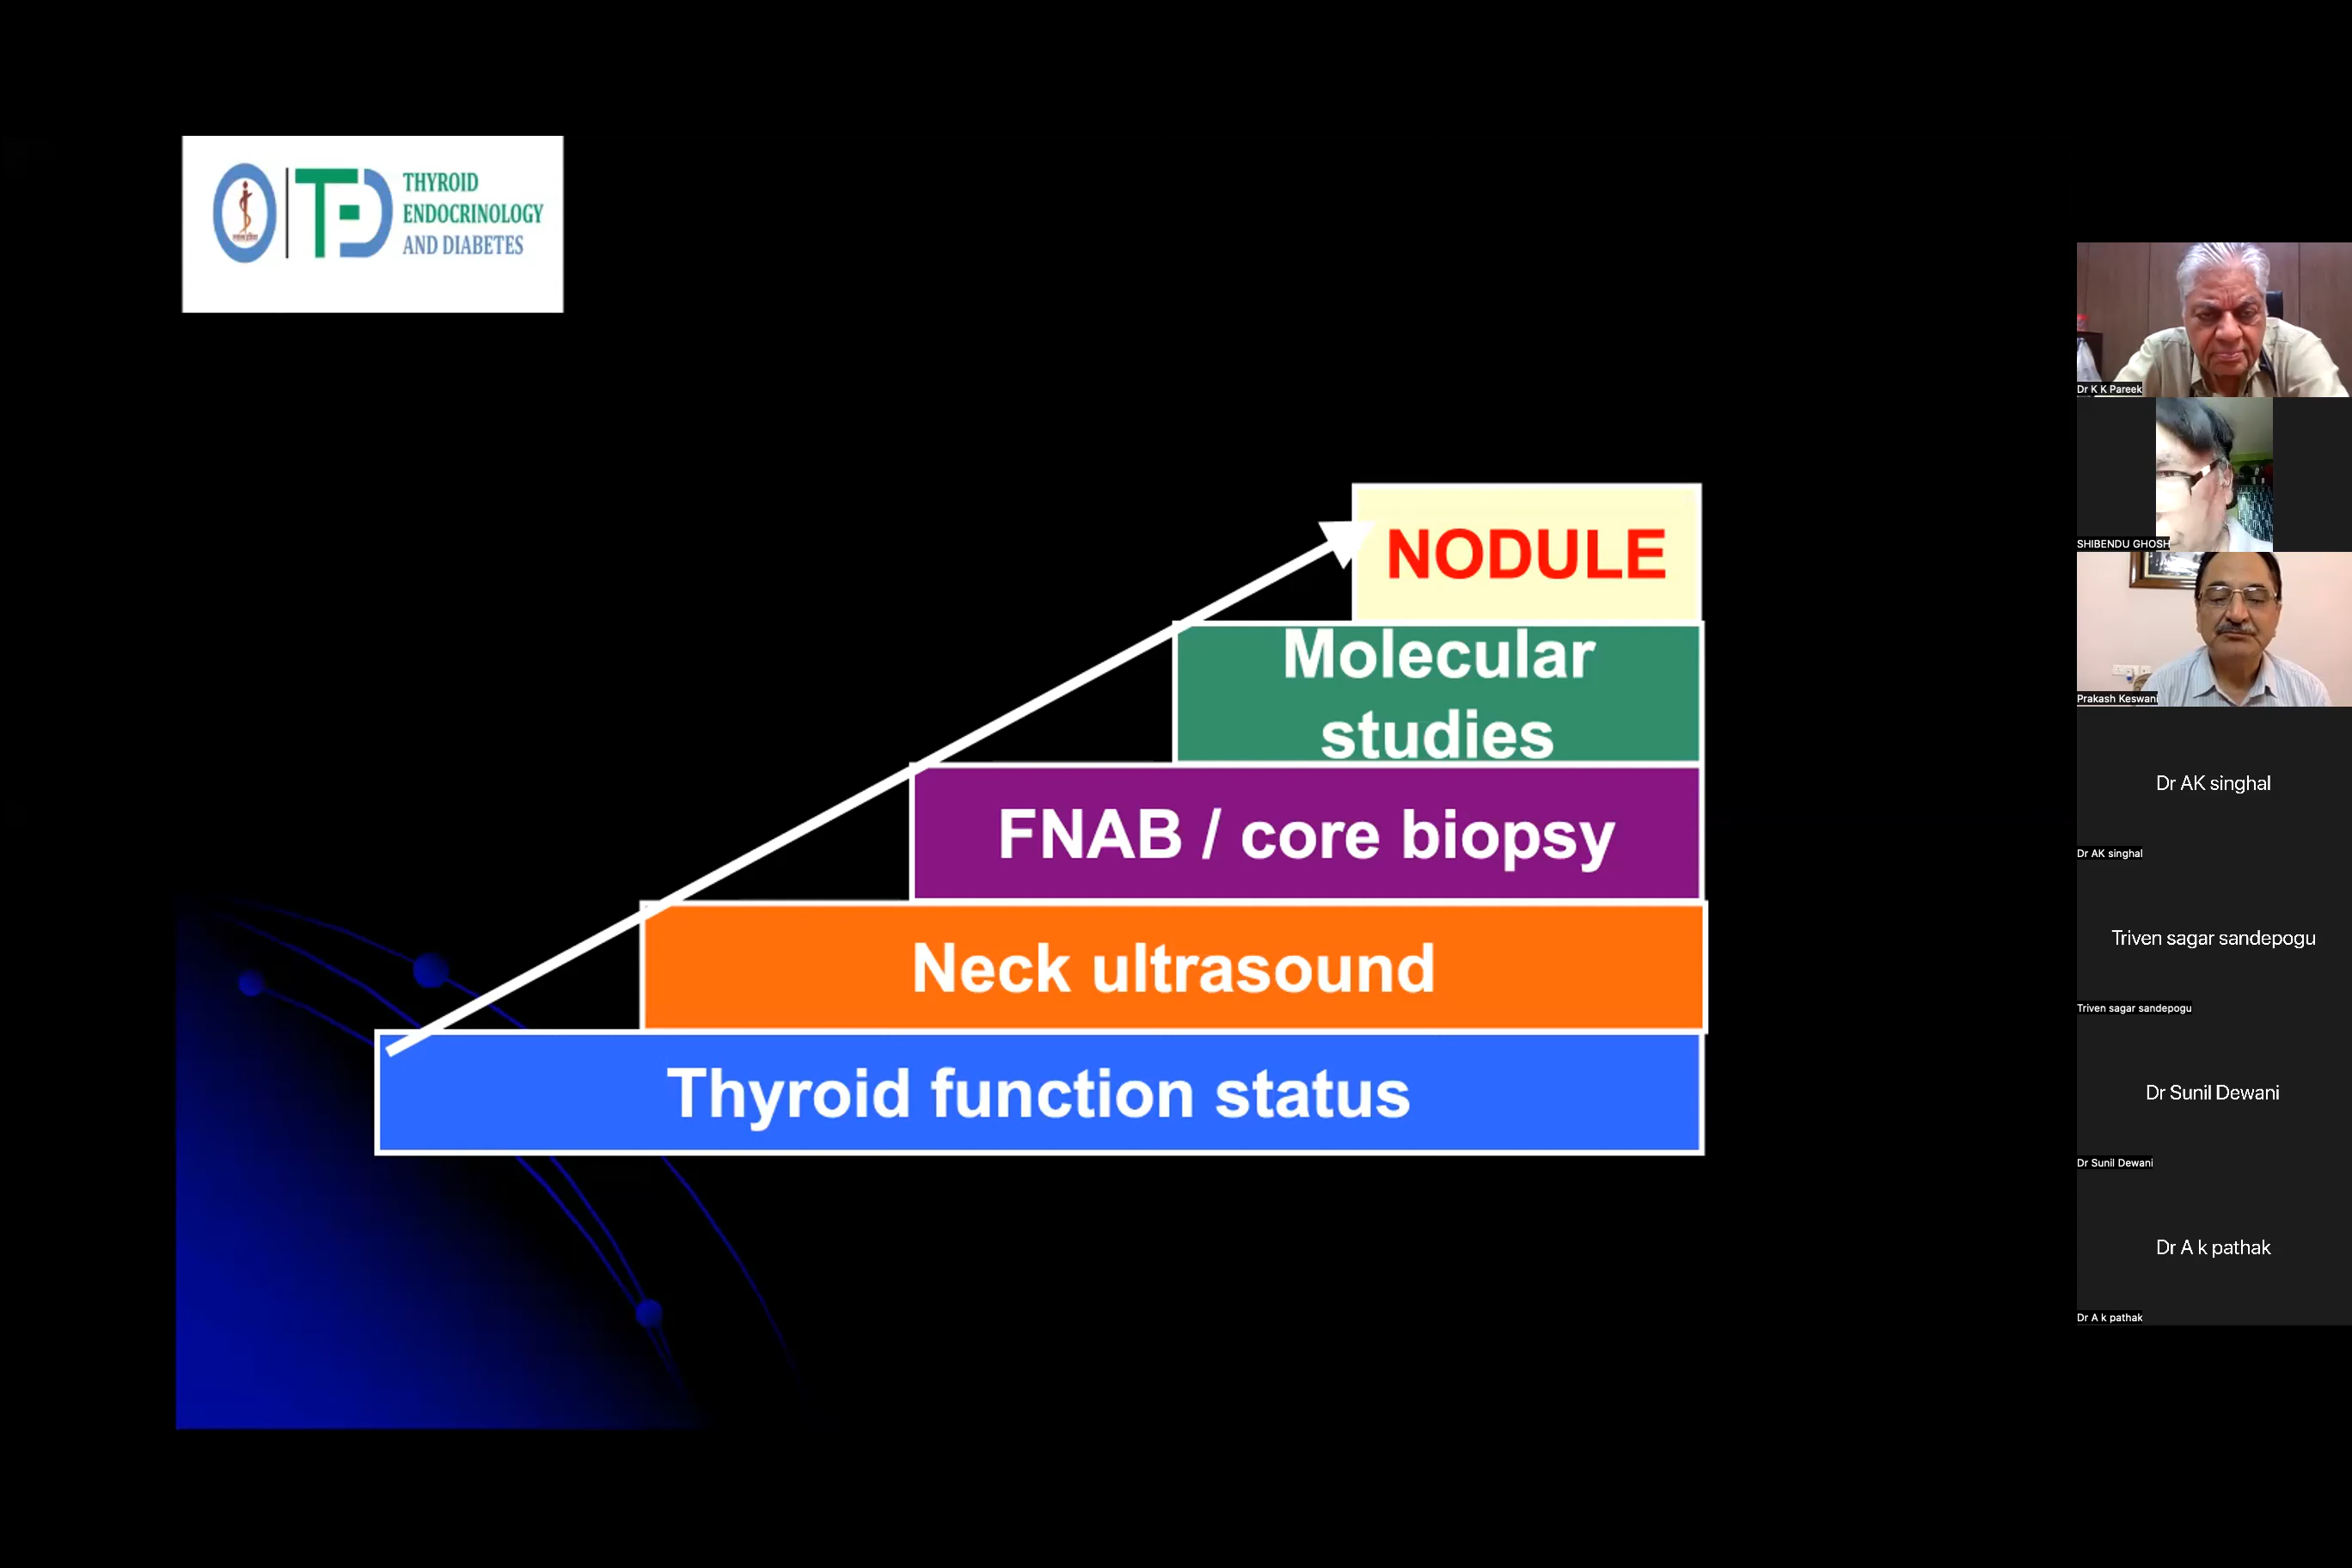 THYROID
ENDOCRINOLOGY
AND DIABETES
NODULE
Molecular
studies
FNAB / core biopsy
Neck ultrasound
Thyroid function status
Dr K K Pareek
SHIBENDU GHOSH
Prakash Keswani
Dr AK singhal
Dr AK singhal
Triven sagar sandepogu
Triven sagar sandepogu
Dr Sunil Dewani
Dr Sunil Dewani
Dr A k pathak
Dr A k pathak